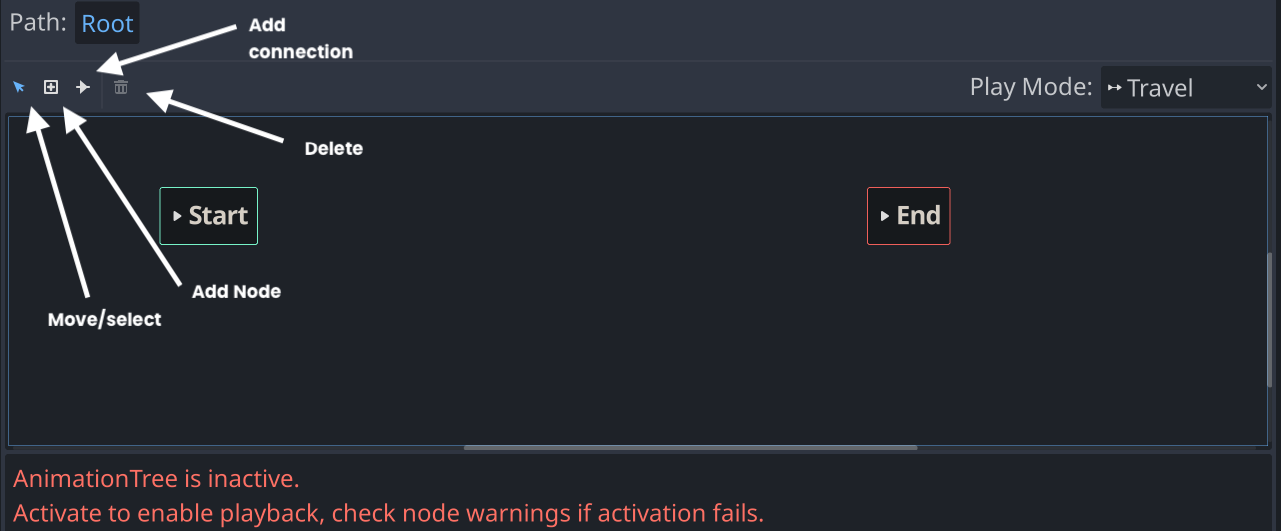 Path: Root
Add
connection
Play Mode: Travel
Delete
Start
End
Add Node
Move/select
AnimationTree is inactive.
Activate to enable playback, check node warnings if activation fails.